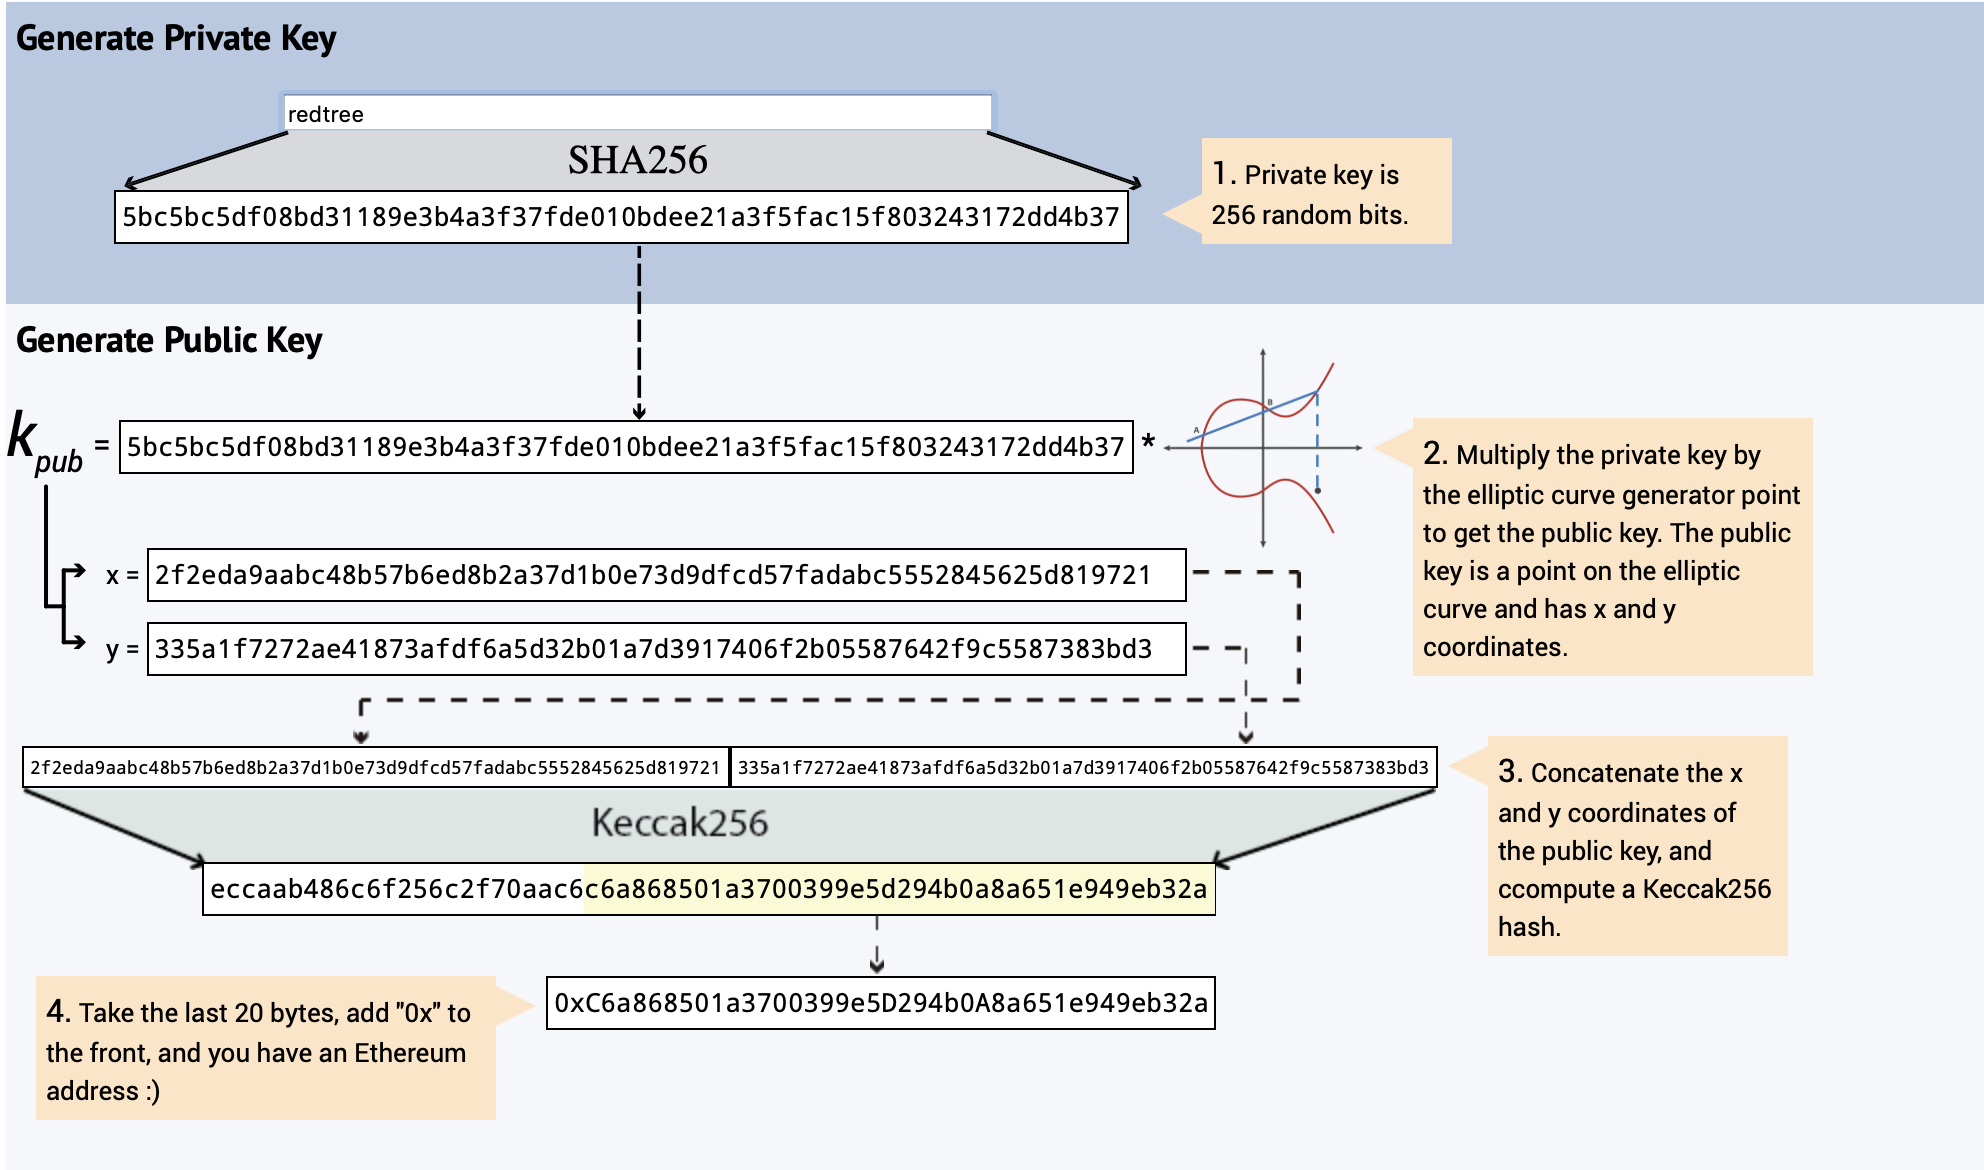 Generate Private Key
redtree
SHA256
5bc5bc5df08bd31189e3b4a3f37fde010bdee21a3f5fac15f803243172dd4b37
1. Private key is
256 random bits.
Generate Public Key
kpub = 5bc5bc5df08bd31189e3b4a3f37fde010bdee21a3f5fac15f803243172dd4b37 *
A
B
2. Multiply the private key by
the elliptic curve generator point
to get the public key. The public
key is a point on the elliptic
curve and has x and y
coordinates.
x = 2f2eda9aabc48b57b6ed8b2a37d1b0e73d9dfcd57fadabc5552845625d819721
y = 335a1f7272ae41873afdf6a5d32b01a7d3917406f2b05587642f9c5587383bd3
2f2eda9aabc48b57b6ed8b2a37d1b0e73d9dfcd57fadabc5552845625d819721 335a1f7272ae41873afdf6a5d32b01a7d3917406f2b05587642f9c5587383bd3
3. Concatenate the x
and y coordinates of
the public key, and
ccompute a Keccak256
hash.
Keccak256
eccaab486c6f256c2f70aac6c6a868501a3700399e5d294b0a8a651e949eb32a
0xC6a868501a3700399e5D294b0A8a651e949eb32a
4. Take the last 20 bytes, add "0x" to
the front, and you have an Ethereum
address :)